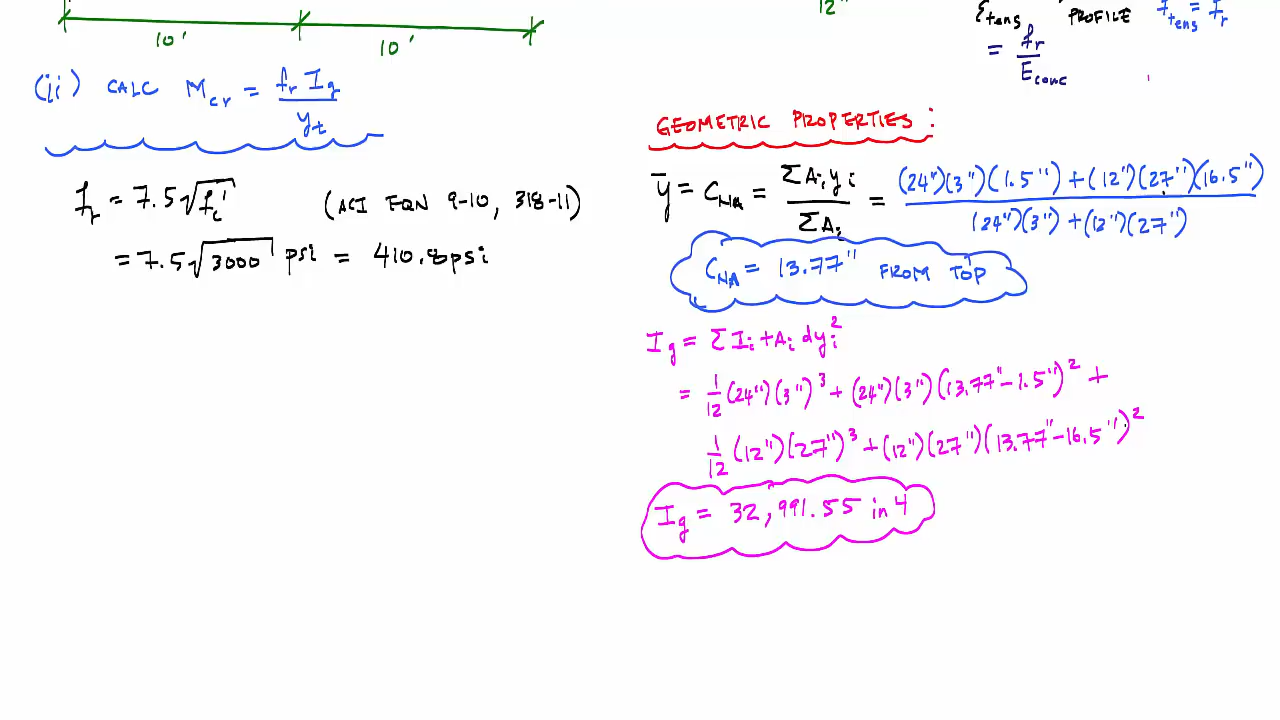 10'
10'
12"
ε_tens PROFILE f_tens = f_r
= f_r / E_conc
(ii) CALC M_cr = f_r I_g / y_t
f_r = 7.5√f_c' (ACI EQN 9-10, 318-11)
= 7.5√3000 psi = 410.8psi
GEOMETRIC PROPERTIES:
ȳ = C_NA = ΣA_i y_i / ΣA_i = (24")(3")(1.5") + (12")(27")(16.5") / (24")(3") + (12")(27")
C_NA = 13.77" FROM TOP
I_g = ΣI_i + A_i dy_i²
= 1/12 (24")(3")³ + (24")(3")(13.77" - 1.5")² +
1/12 (12")(27")³ + (12")(27")(13.77" - 16.5")²
I_g = 32,991.55 in4